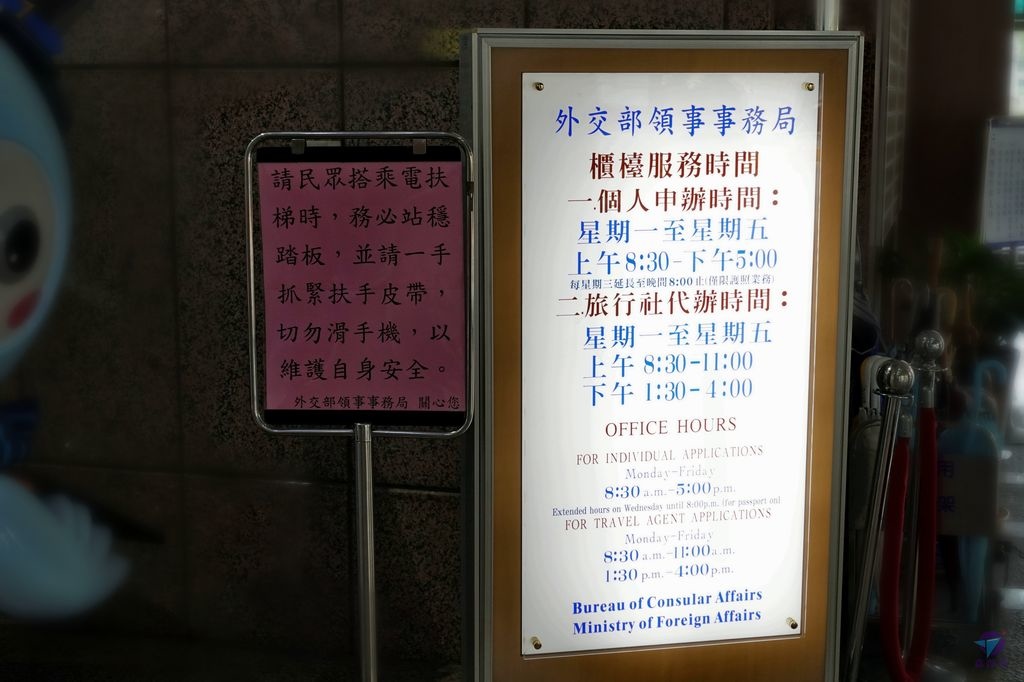 請民眾搭乘電扶
梯時，務必站穩
踏板，並請一手
抓緊扶手皮帶，
切勿滑手機，以
維護自身安全。
外交部領事事務局 關心您
外交部領事事務局
櫃檯服務時間
一.個人申辦時間：
星期一至星期五
上午8:30-下午5:00
每星期三延長至晚間8:00止(僅限護照業務)
二.旅行社代辦時間：
星期一至星期五
上午 8:30-11:00
下午 1:30-4:00
OFFICE HOURS
FOR INDIVIDUAL APPLICATIONS
Monday-Friday
8:30 a.m.-5:00p.m.
Extended hours on Wednesday until 8:00p.m. (for passport only)
FOR TRAVEL AGENT APPLICATIONS
Monday-Friday
8:30 a.m.-11:00a.m.
1:30 p.m.-4:00p.m.
Bureau of Consular Affairs
Ministry of Foreign Affairs